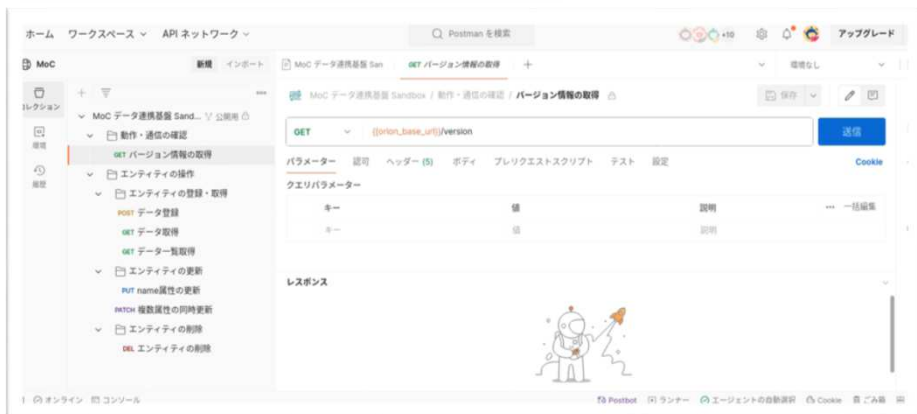 ホーム ワークスペース API ネットワーク Postman を検索 +10 アップグレード
MoC 新規 インポート MoC データ連携基盤 San GET バージョン情報の取得 + 環境なし
コレクション
環境
履歴
MoC データ連携基盤 Sand... 公開用
動作・通信の確認
GET バージョン情報の取得
エンティティの操作
エンティティの登録・取得
POST データ登録
GET データ取得
GET データ一覧取得
エンティティの更新
PUT name属性の更新
PATCH 複数属性の同時更新
エンティティの削除
DEL エンティティの削除
MoC データ連携基盤 Sandbox / 動作・通信の確認 / バージョン情報の取得 保存
GET {{orion_base_url}}/version 送信
パラメーター 認可 ヘッダー (5) ボディ プレリクエストスクリプト テスト 設定 Cookie
クエリパラメーター
キー 値 説明 一括編集
キー 値 説明
レスポンス
オンライン コンソール Postbot ランナー エージェントの自動選択 Cookie ごみ箱